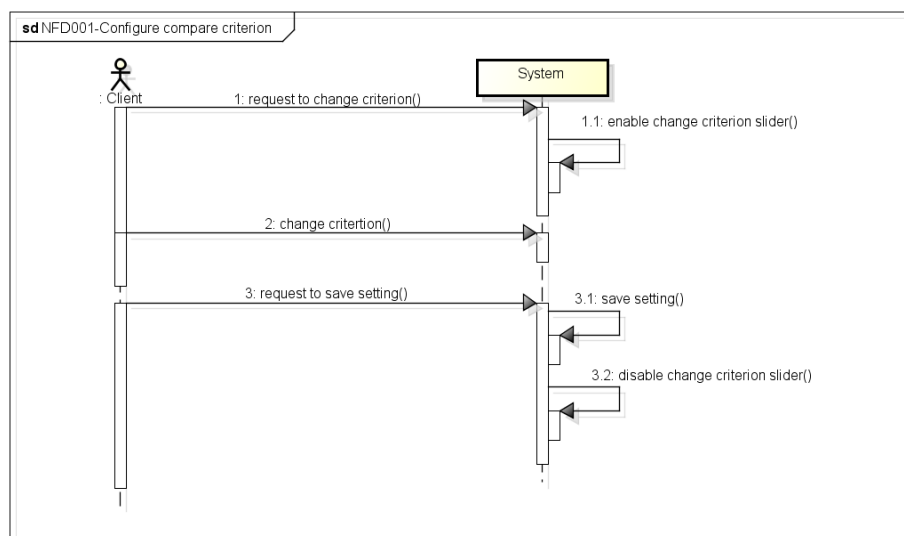 sd NFD001-Configure compare criterion
System
: Client
1: request to change criterion()
1.1: enable change criterion slider()
2: change critertion()
3: request to save setting()
3.1: save setting()
3.2: disable change criterion slider()